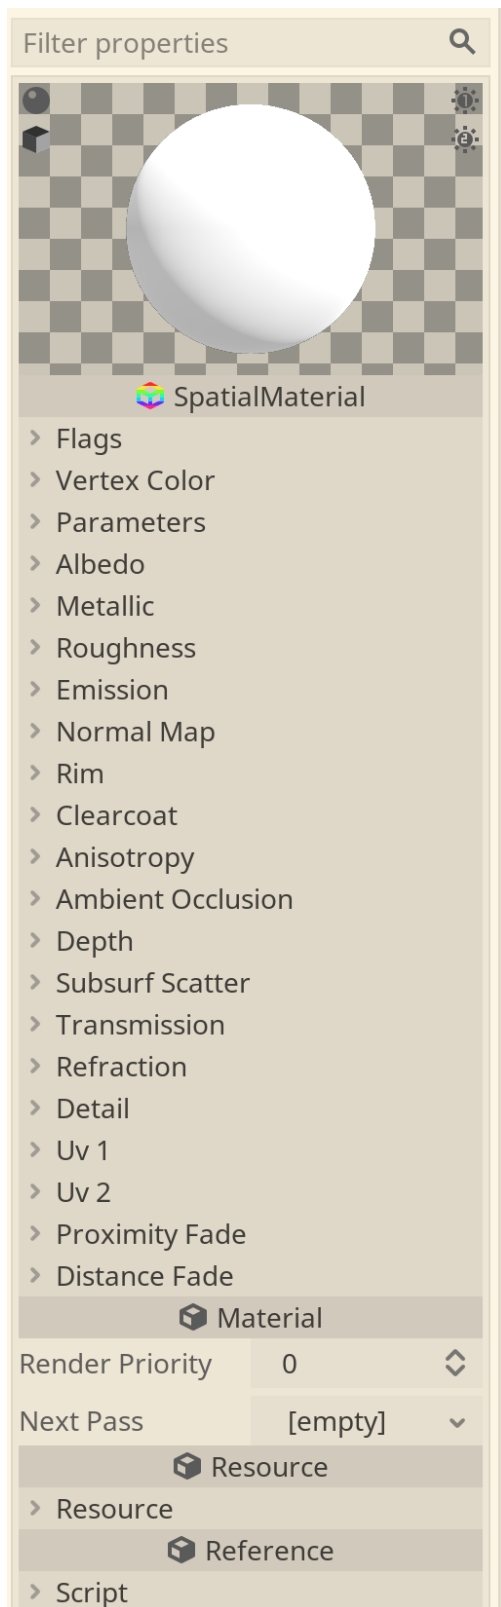 Filter properties
1
2
SpatialMaterial
Flags
Vertex Color
Parameters
Albedo
Metallic
Roughness
Emission
Normal Map
Rim
Clearcoat
Anisotropy
Ambient Occlusion
Depth
Subsurf Scatter
Transmission
Refraction
Detail
Uv 1
Uv 2
Proximity Fade
Distance Fade
Material
Render Priority 0
Next Pass [empty]
Resource
Resource
Reference
Script